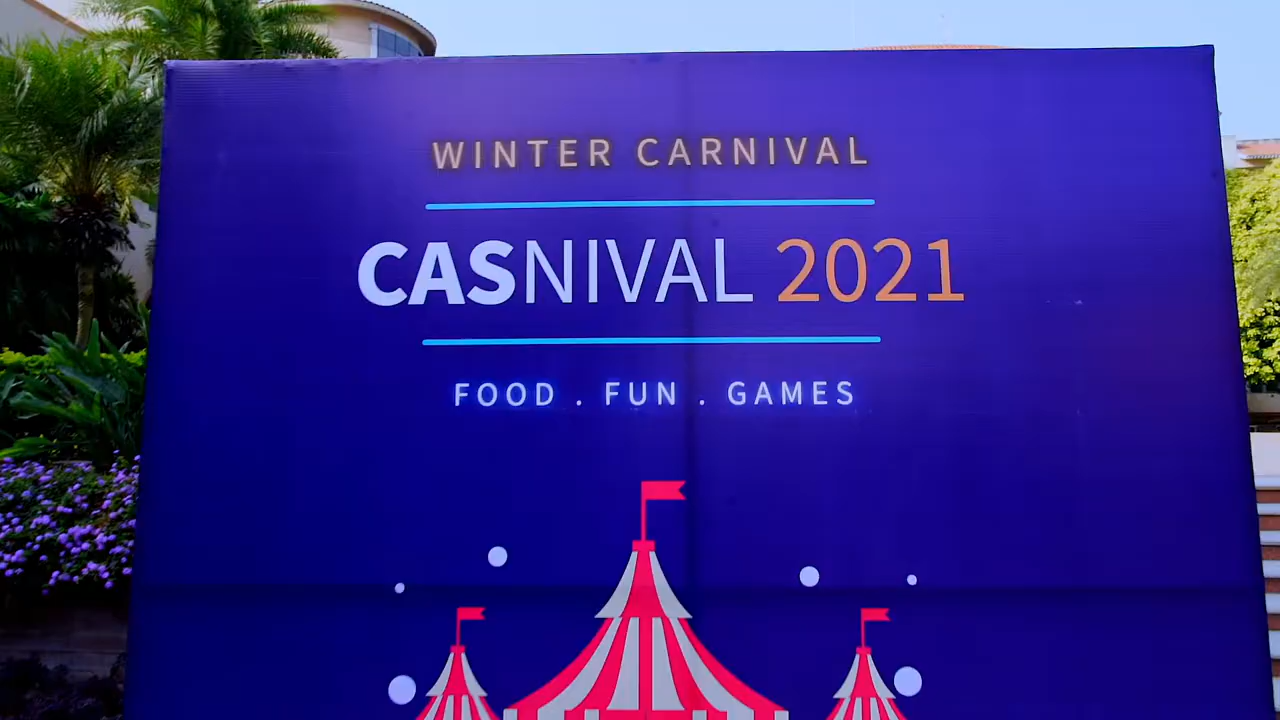 WINTER CARNIVAL
CASNIVAL 2021
FOOD . FUN . GAMES